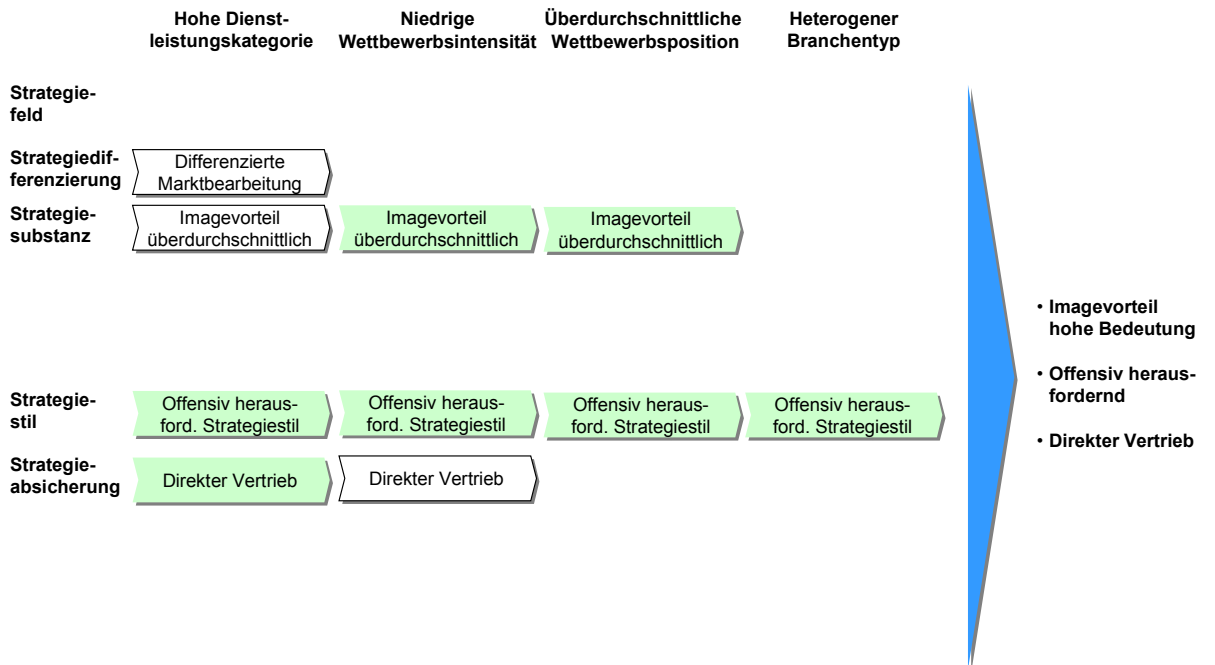 Hohe Dienst-
leistungskategorie
Niedrige
Wettbewerbsintensität
Überdurchschnittliche
Wettbewerbsposition
Heterogener
Branchentyp
Strategie-
feld
Strategiedif-
ferenzierung
Differenzierte
Marktbearbeitung
Strategie-
substanz
Imagevorteil
überdurchschnittlich
Imagevorteil
überdurchschnittlich
Imagevorteil
überdurchschnittlich
Strategie-
stil
Offensiv heraus-
ford. Strategiestil
Offensiv heraus-
ford. Strategiestil
Offensiv heraus-
ford. Strategiestil
Offensiv heraus-
ford. Strategiestil
Strategie-
absicherung
Direkter Vertrieb
Direkter Vertrieb
• Imagevorteil
hohe Bedeutung
• Offensiv heraus-
fordernd
• Direkter Vertrieb